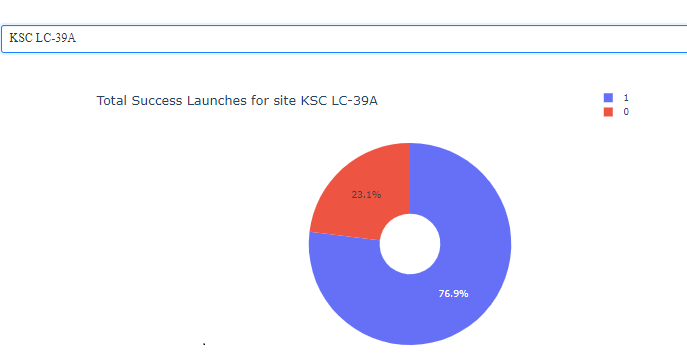 KSC LC-39A
Total Success Launches for site KSC LC-39A
1
0
23.1%
76.9%